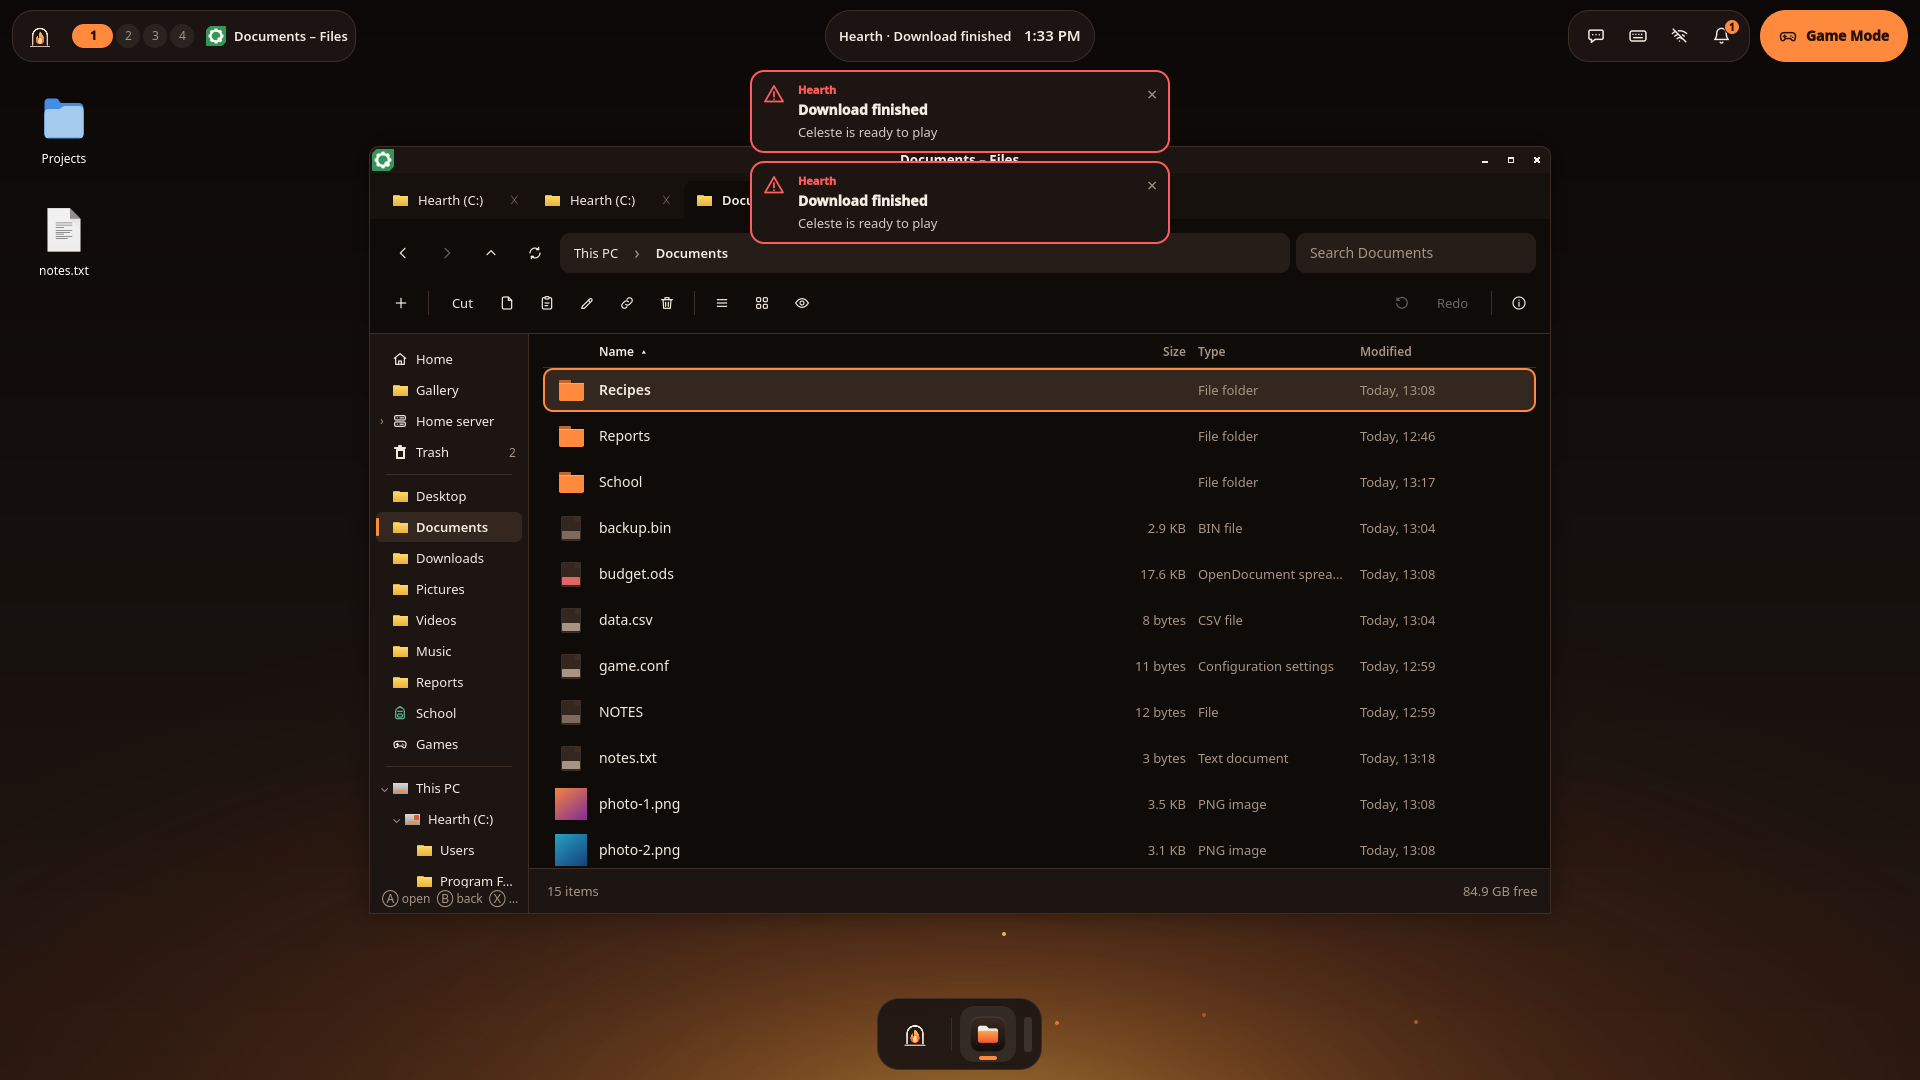 1 2 3 4 Documents – Files
Hearth · Download finished 1:33 PM
1
Game Mode
Projects
notes.txt
Hearth
Download finished
Celeste is ready to play
Documents – Files
Hearth
Download finished
Celeste is ready to play
Hearth (C:) X Hearth (C:) X Docu
This PC › Documents
Search Documents
Cut
Redo
Home
Gallery
Home server
Trash 2
Desktop
Documents
Downloads
Pictures
Videos
Music
Reports
School
Games
This PC
Hearth (C:)
Users
Program F...
A open B back X ...
Name Size Type Modified
Recipes File folder Today, 13:08
Reports File folder Today, 12:46
School File folder Today, 13:17
backup.bin 2.9 KB BIN file Today, 13:04
budget.ods 17.6 KB OpenDocument sprea... Today, 13:08
data.csv 8 bytes CSV file Today, 13:04
game.conf 11 bytes Configuration settings Today, 12:59
NOTES 12 bytes File Today, 12:59
notes.txt 3 bytes Text document Today, 13:18
photo-1.png 3.5 KB PNG image Today, 13:08
photo-2.png 3.1 KB PNG image Today, 13:08
15 items 84.9 GB free